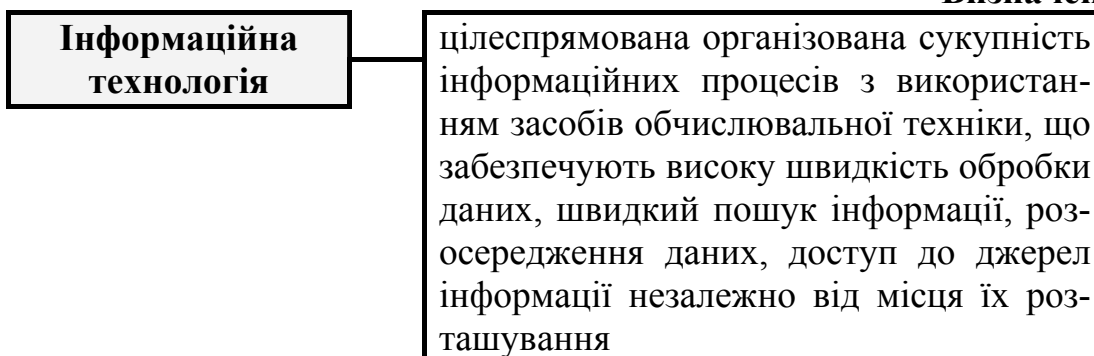 Інформаційна
технологія
цілеспрямована організована сукупність
інформаційних процесів з використан-
ням засобів обчислювальної техніки, що
забезпечують високу швидкість обробки
даних, швидкий пошук інформації, роз-
осередження даних, доступ до джерел
інформації незалежно від місця їх роз-
ташування